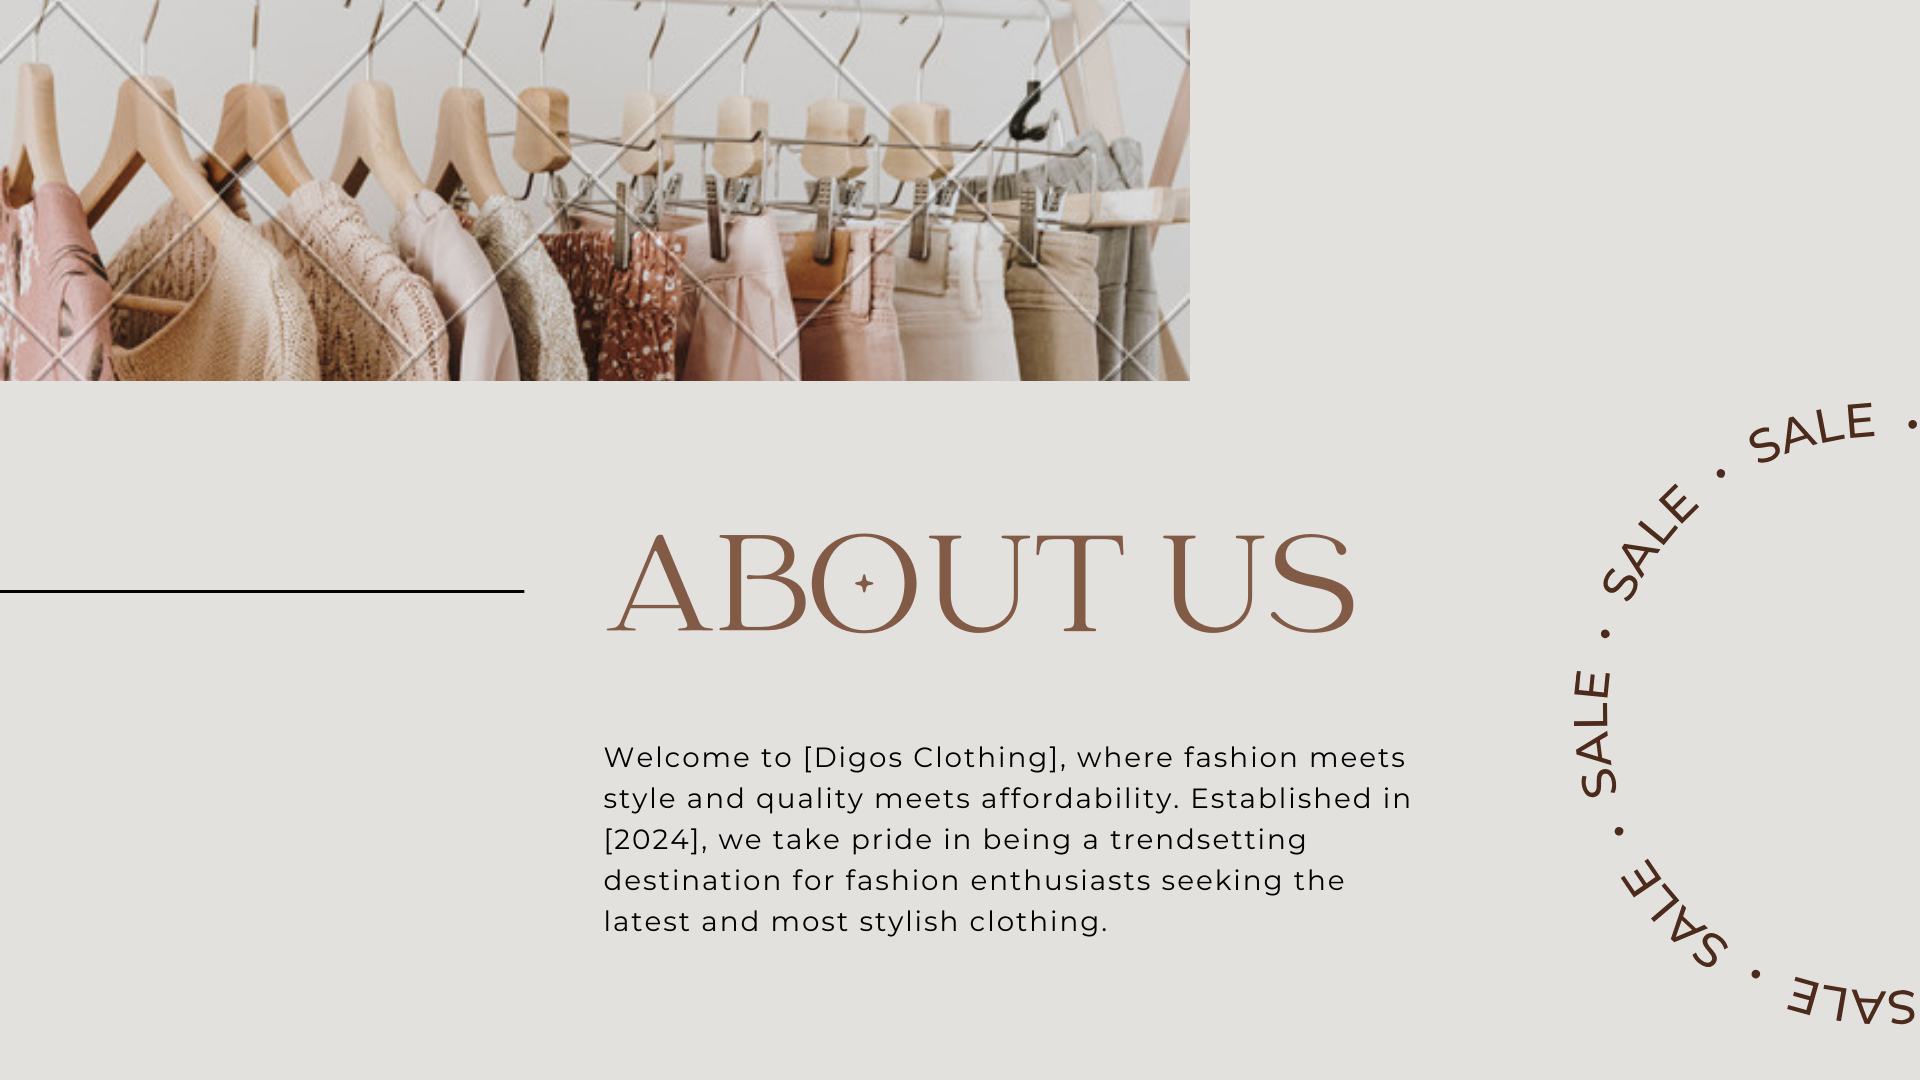 ABOUT US
Welcome to [Digos Clothing], where fashion meets
style and quality meets affordability. Established in
[2024], we take pride in being a trendsetting
destination for fashion enthusiasts seeking the
latest and most stylish clothing.
SALE • SALE • SALE • SALE • SALE •